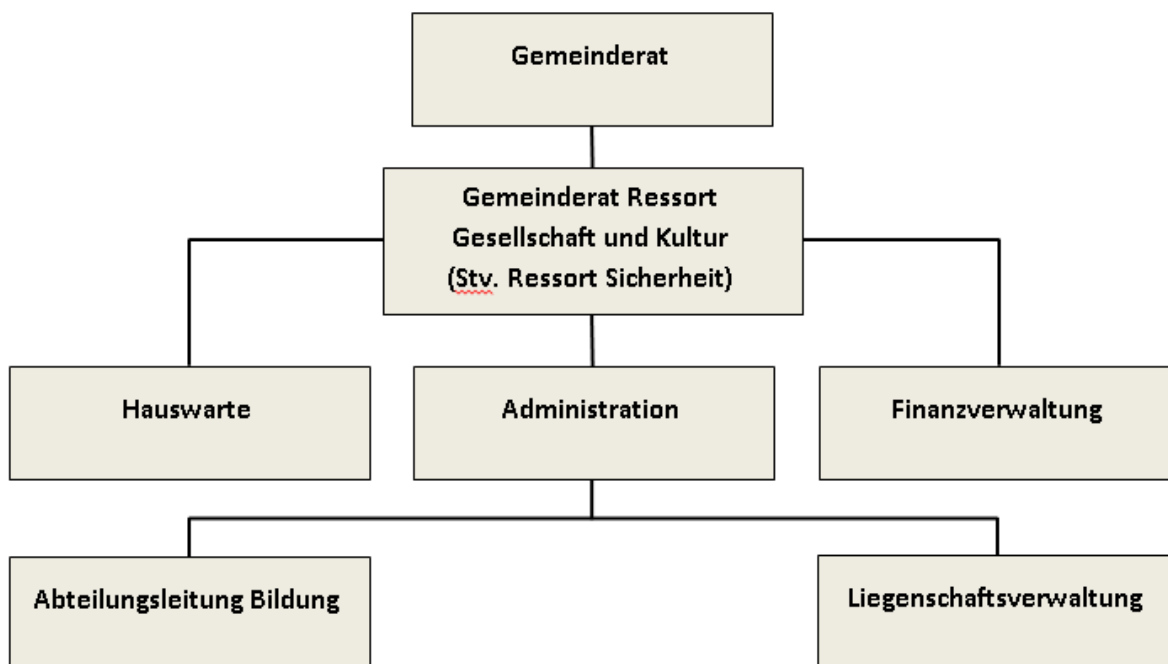 Gemeinderat
Gemeinderat Ressort
Gesellschaft und Kultur
(Stv. Ressort Sicherheit)
Hauswarte
Administration
Finanzverwaltung
Abteilungsleitung Bildung
Liegenschaftsverwaltung